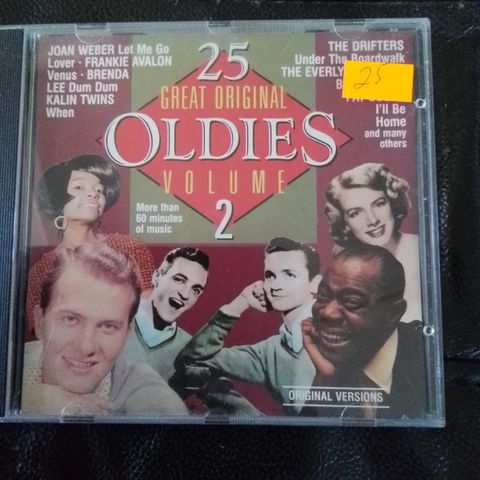 JOAN WEBER Let Me Go
Lover · FRANKIE AVALON
Venus · BRENDA
LEE Dum Dum
KALIN TWINS
When
25
GREAT ORIGINAL
OLDIES
VOLUME
2
More than
60 minutes
of music
THE DRIFTERS
Under The Boardwalk
THE EVERLY
25
B
I'll Be
Home
and many
others
ORIGINAL VERSIONS